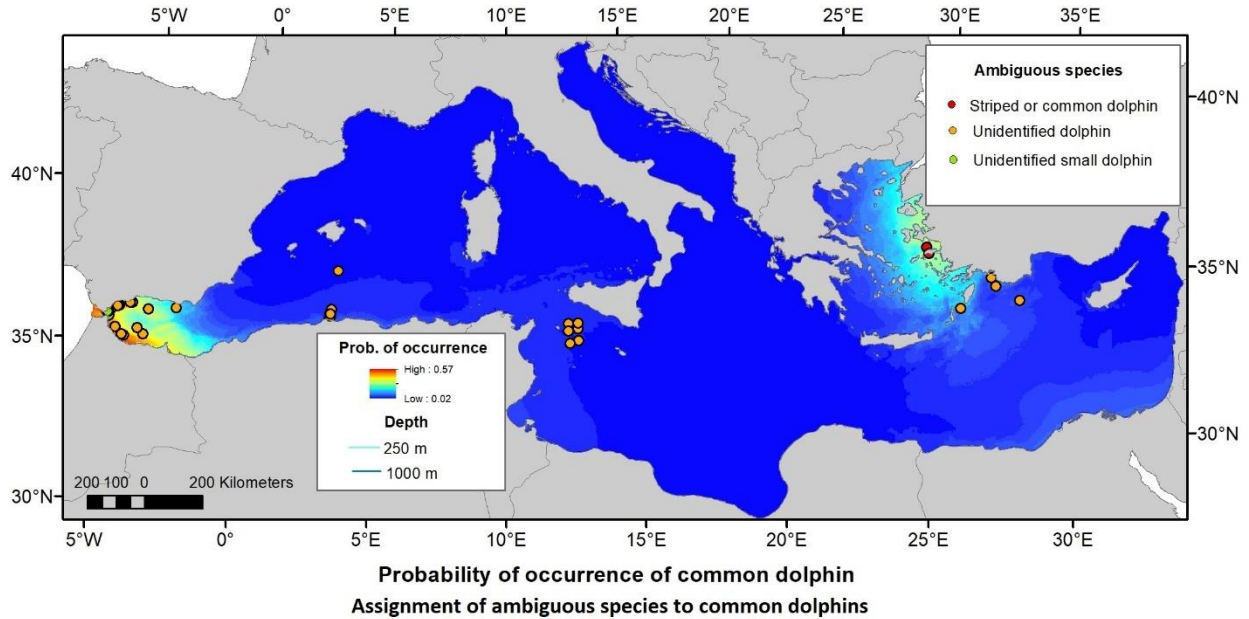 5°W 0° 5°E 10°E 15°E 20°E 25°E 30°E 35°E
Ambiguous species
Striped or common dolphin
Unidentified dolphin
Unidentified small dolphin
40°N
40°N
35°N
35°N
Prob. of occurrence
High : 0.57
Low : 0.02
Depth
250 m
1000 m
30°N
200 100 0 200 Kilometers
30°N
5°W 0° 5°E 10°E 15°E 20°E 25°E 30°E
Probability of occurrence of common dolphin
Assignment of ambiguous species to common dolphins